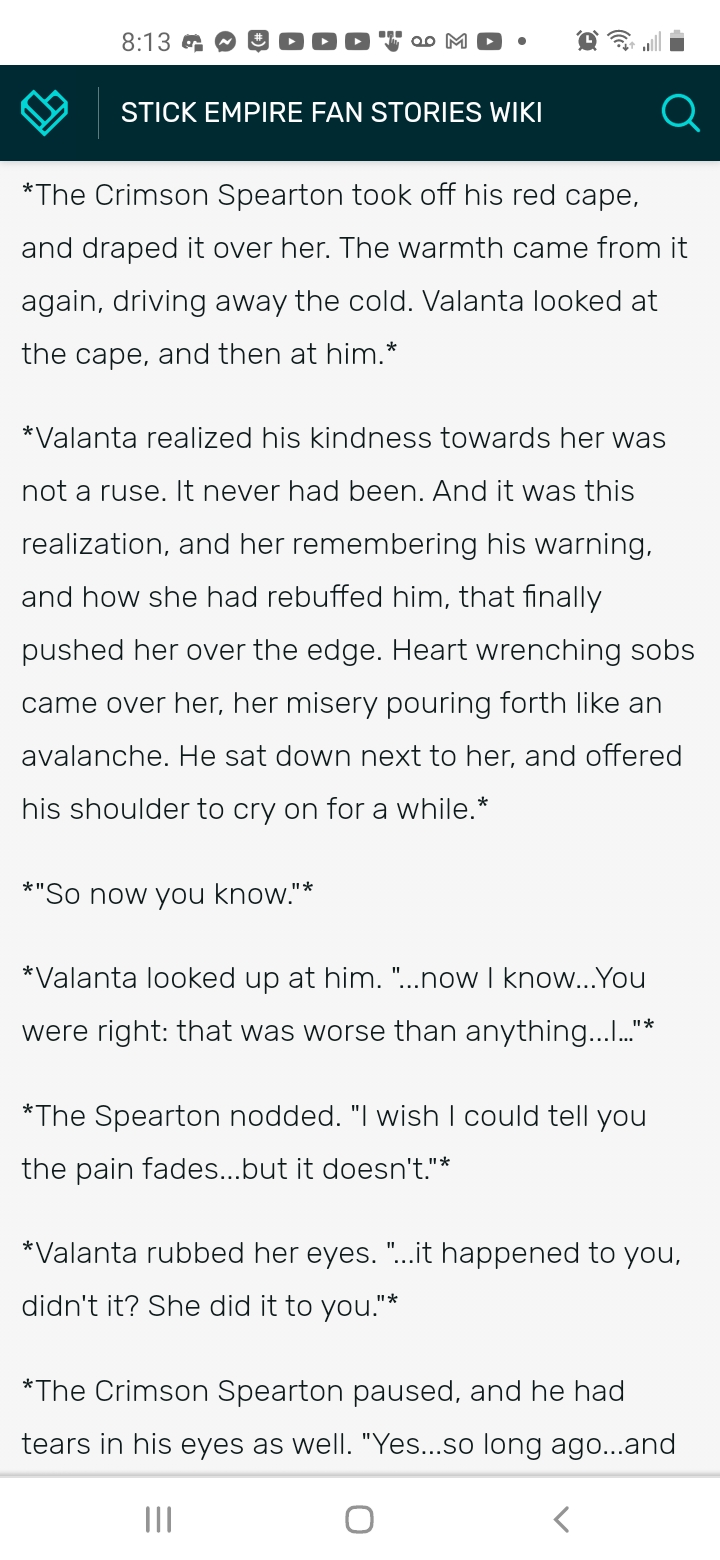 8:13
STICK EMPIRE FAN STORIES WIKI
*The Crimson Spearton took off his red cape,
and draped it over her. The warmth came from it
again, driving away the cold. Valanta looked at
the cape, and then at him.*
*Valanta realized his kindness towards her was
not a ruse. It never had been. And it was this
realization, and her remembering his warning,
and how she had rebuffed him, that finally
pushed her over the edge. Heart wrenching sobs
came over her, her misery pouring forth like an
avalanche. He sat down next to her, and offered
his shoulder to cry on for a while.*
*"So now you know."*
*Valanta looked up at him. "...now I know...You
were right: that was worse than anything...I..."*
*The Spearton nodded. "I wish I could tell you
the pain fades...but it doesn't."*
*Valanta rubbed her eyes. "...it happened to you,
didn't it? She did it to you."*
*The Crimson Spearton paused, and he had
tears in his eyes as well. "Yes...so long ago...and